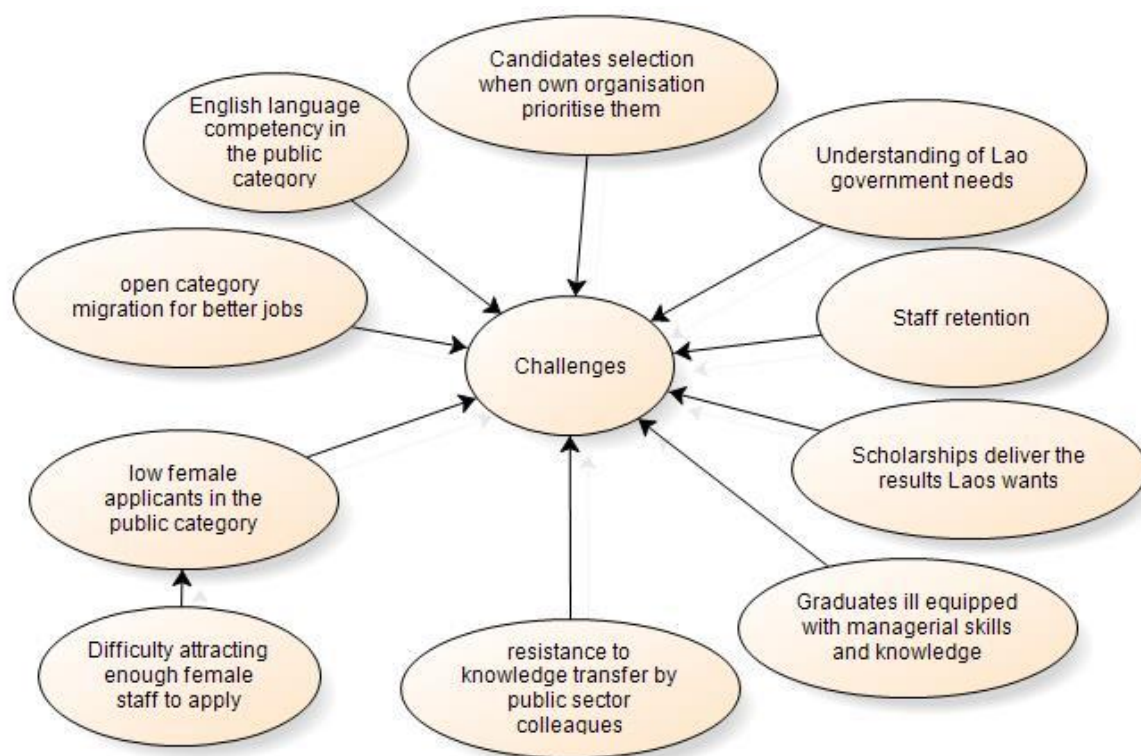 Candidates selection
when own organisation
prioritise them
English language
competency in
the public
category
Understanding of Lao
government needs
open category
migration for better jobs
Staff retention
Challenges
low female
applicants in the
public category
Scholarships deliver the
results Laos wants
Graduates ill equipped
with managerial skills
and knowledge
Difficulty attracting
enough female
staff to apply
resistance to
knowledge transfer by
public sector
colleagues